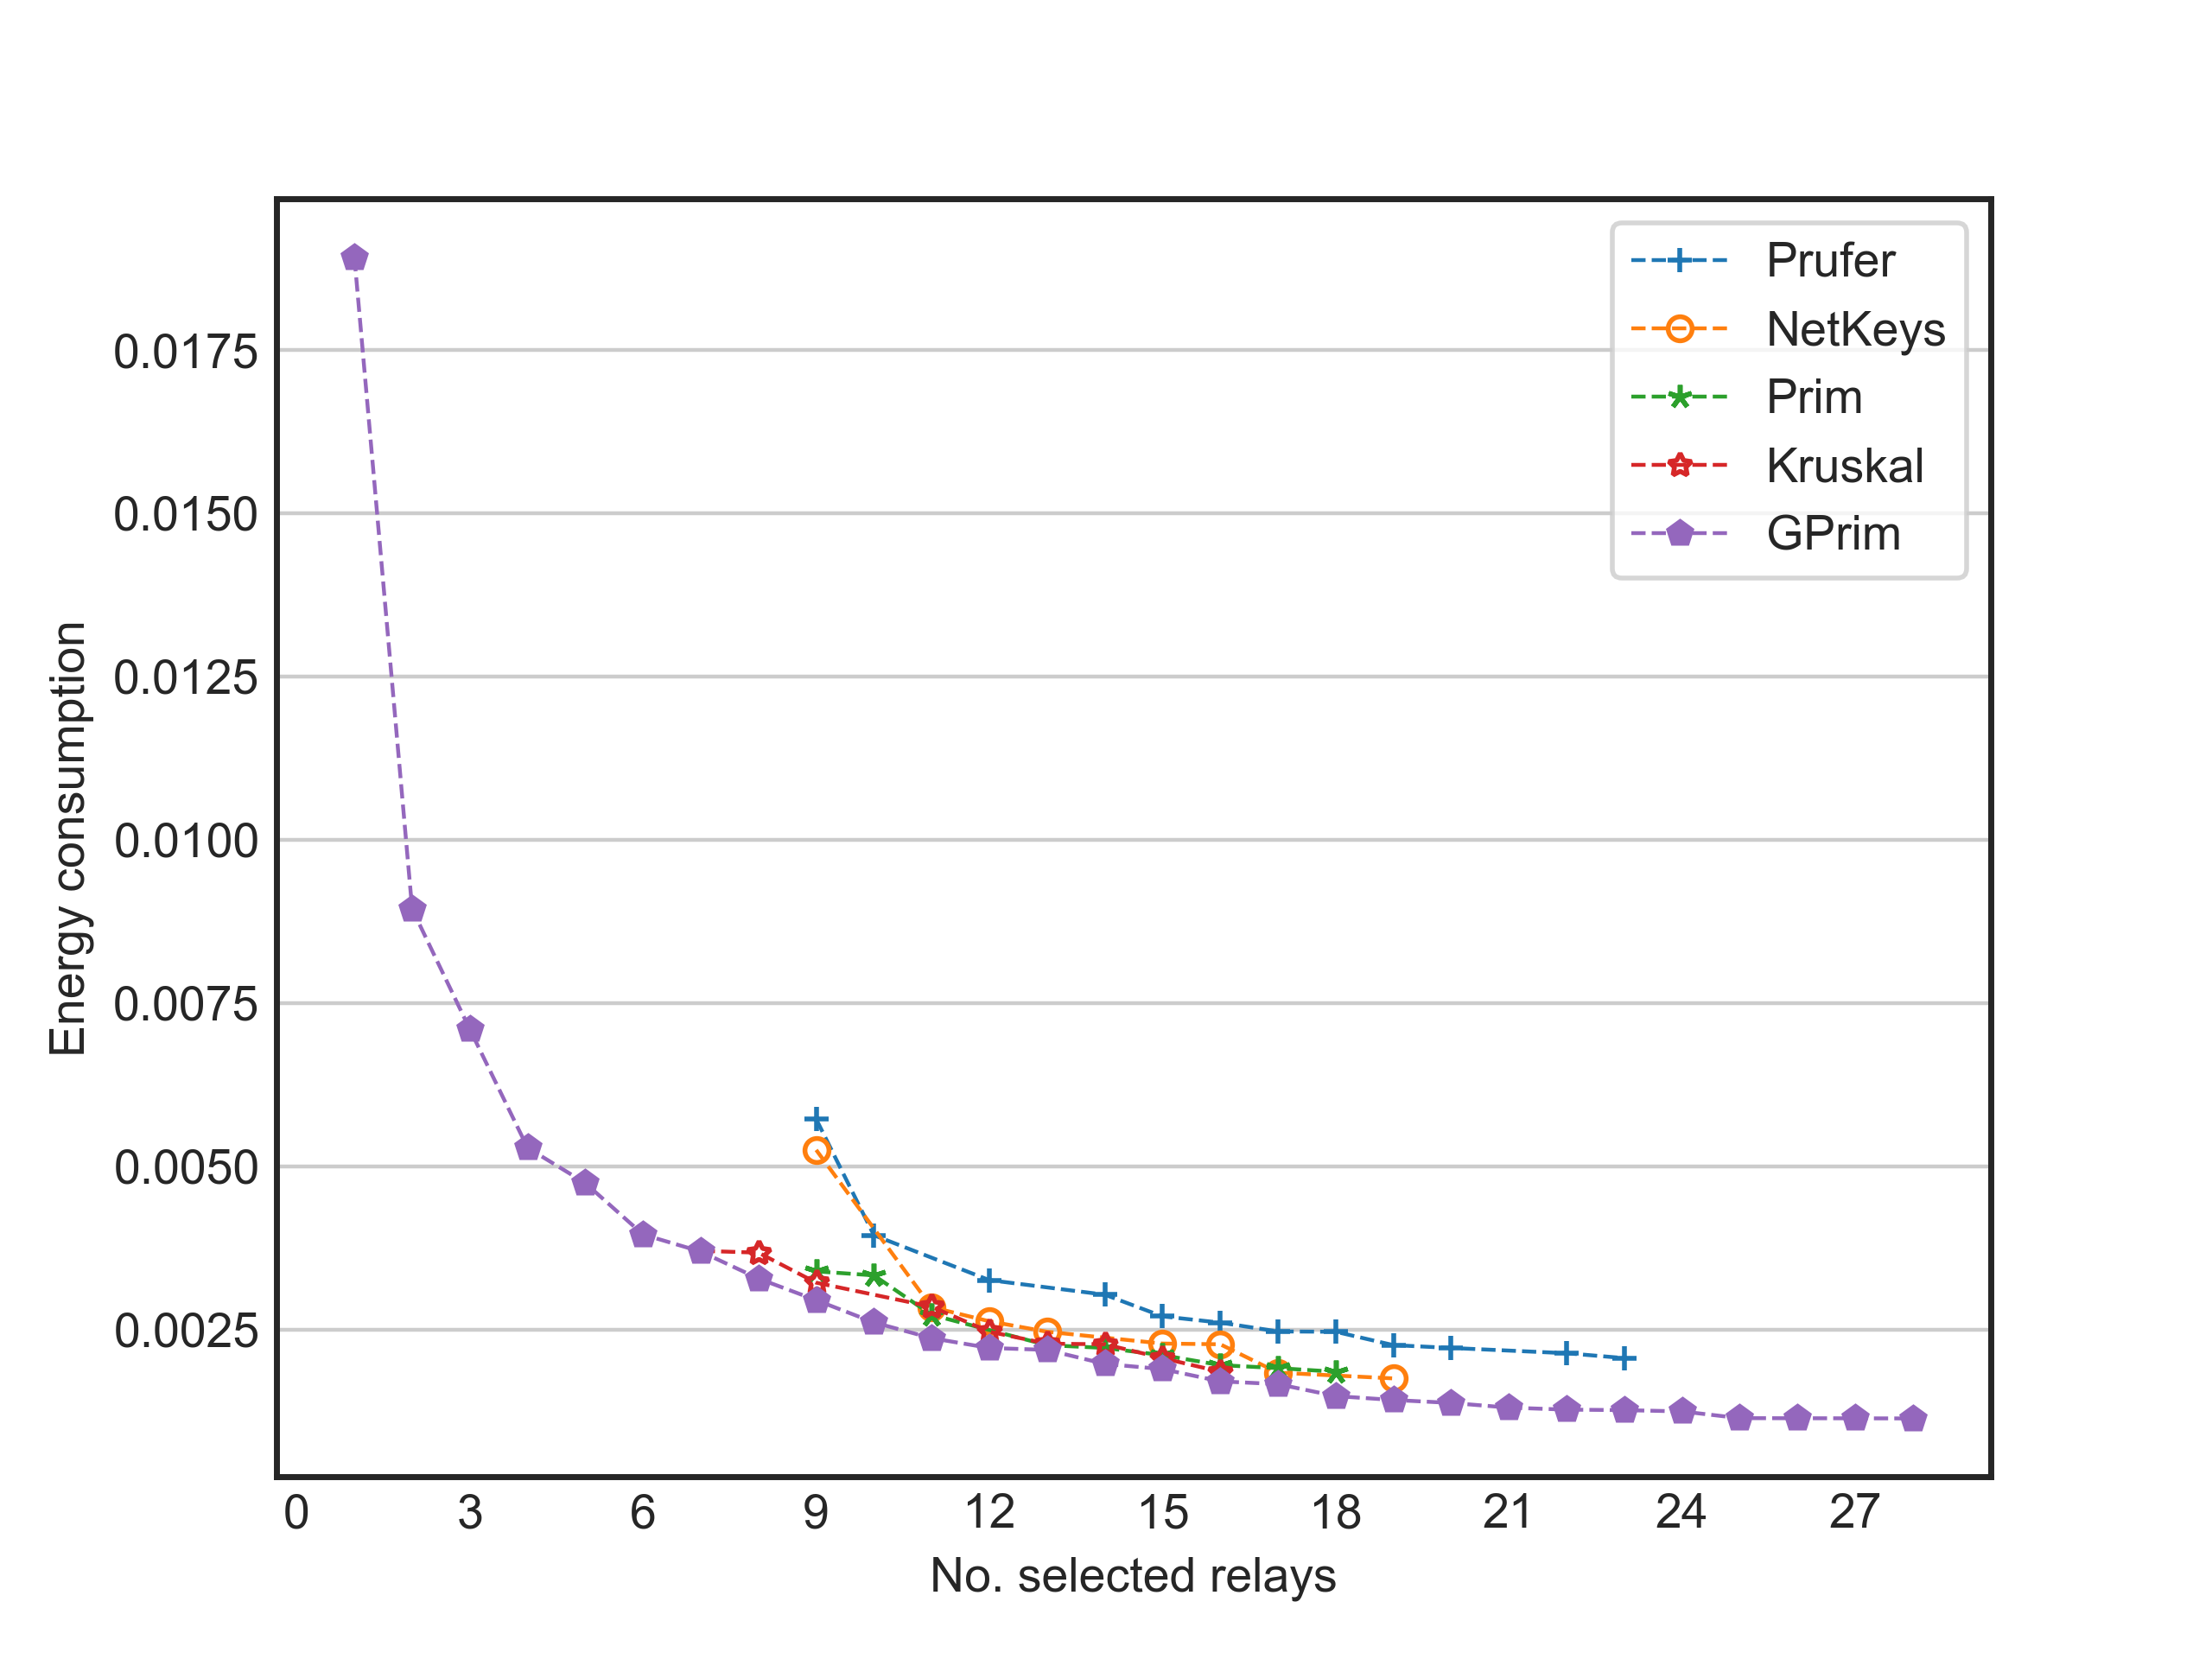 Prufer
NetKeys
Prim
Kruskal
GPrim
0.0175
0.0150
0.0125
0.0100
0.0075
0.0050
0.0025
Energy consumption
0 3 6 9 12 15 18 21 24 27
No. selected relays